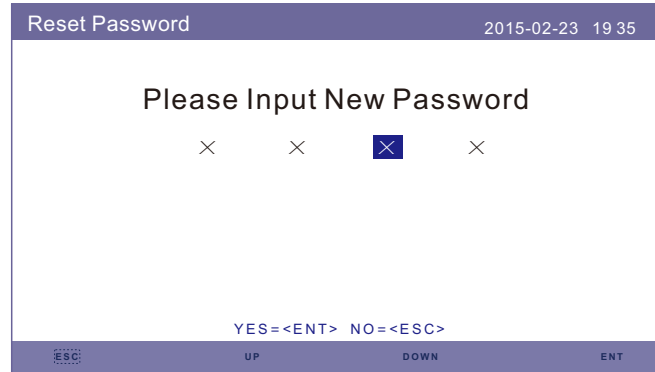 Reset Password 2015-02-23 19 35
Please Input New Password
X X X X
YES=<ENT> NO=<ESC>
ESC UP DOWN ENT